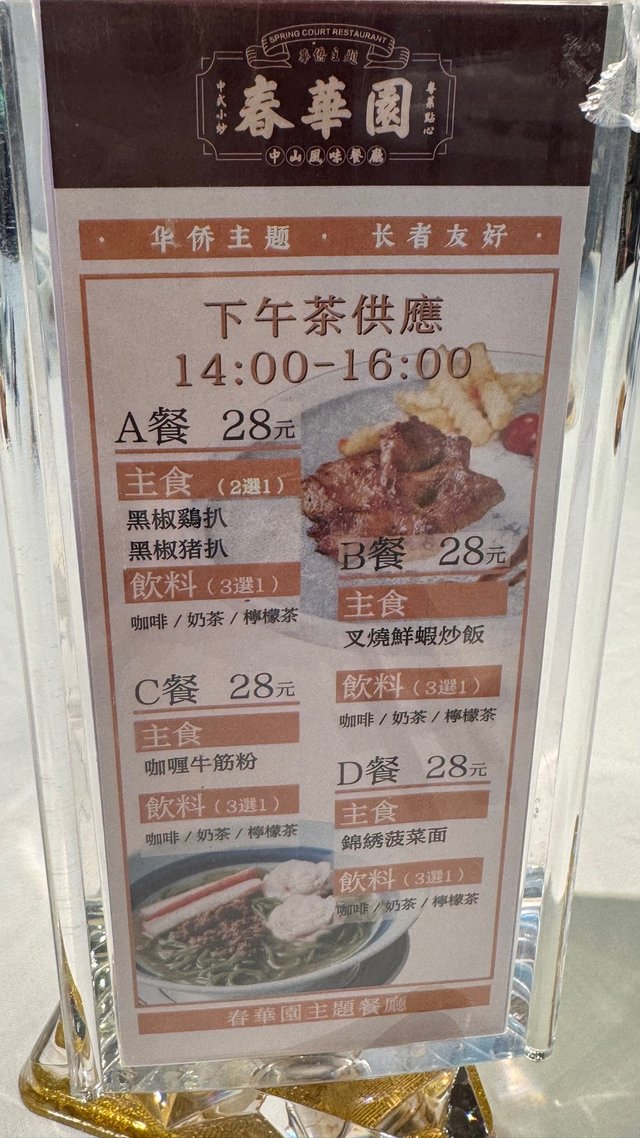 SPRING COURT RESTAURANT
華僑主題
中式小炒
春華園
粵菜點心
中山風味餐廳
· 华侨主题 · 长者友好 ·
下午茶供應
14:00-16:00
A餐 28元
主食（2選1）
黑椒鷄扒
黑椒猪扒
飲料（3選1）
咖啡 / 奶茶 / 檸檬茶
B餐 28元
主食
叉燒鮮蝦炒飯
飲料（3選1）
咖啡 / 奶茶 / 檸檬茶
C餐 28元
主食
咖喱牛筋粉
飲料（3選1）
咖啡 / 奶茶 / 檸檬茶
D餐 28元
主食
錦綉菠菜面
飲料（3選1）
咖啡 / 奶茶 / 檸檬茶
春華園主題餐廳